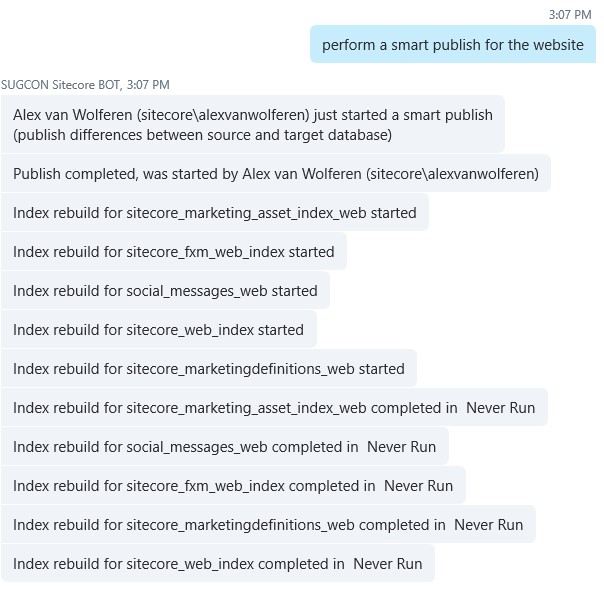 3:07 PM
perform a smart publish for the website
SUGCON Sitecore BOT, 3:07 PM
Alex van Wolferen (sitecore\alexvanwolferen) just started a smart publish
(publish differences between source and target database)
Publish completed, was started by Alex van Wolferen (sitecore\alexvanwolferen)
Index rebuild for sitecore_marketing_asset_index_web started
Index rebuild for sitecore_fxm_web_index started
Index rebuild for social_messages_web started
Index rebuild for sitecore_web_index started
Index rebuild for sitecore_marketingdefinitions_web started
Index rebuild for sitecore_marketing_asset_index_web completed in  Never Run
Index rebuild for social_messages_web completed in  Never Run
Index rebuild for sitecore_fxm_web_index completed in  Never Run
Index rebuild for sitecore_marketingdefinitions_web completed in  Never Run
Index rebuild for sitecore_web_index completed in  Never Run